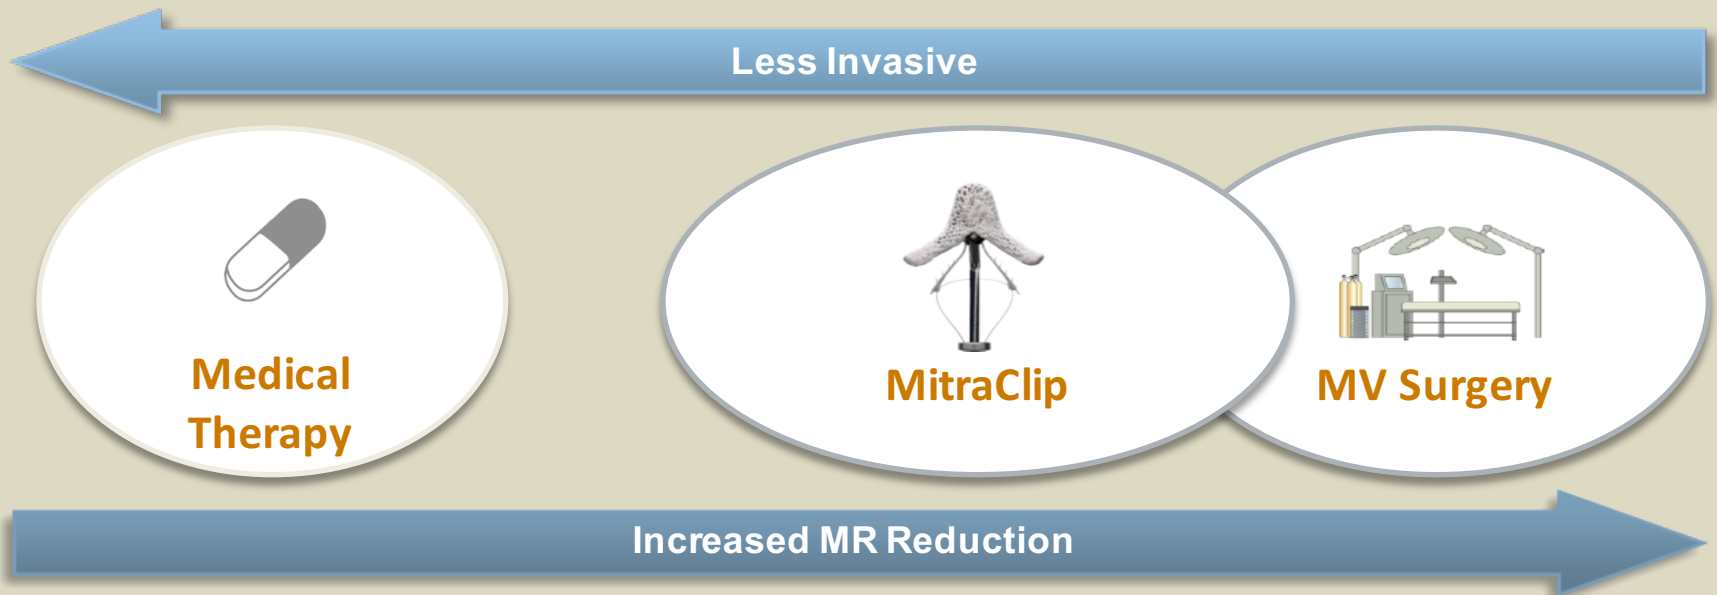 Less Invasive
Medical
Therapy
MitraClip
MV Surgery
Increased MR Reduction